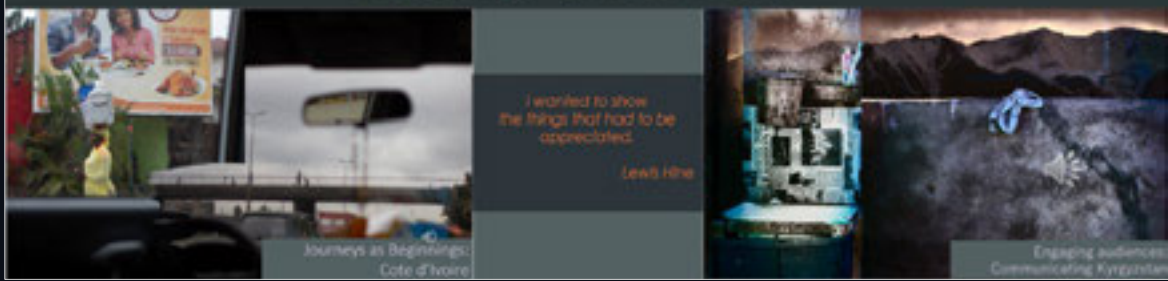 Journeys as Beginnings:
Cote d'Ivoire
I wanted to show
the things that had to be
appreciated.
Lewis Hine
Engaging audiences:
Communicating Kyrgyzstan